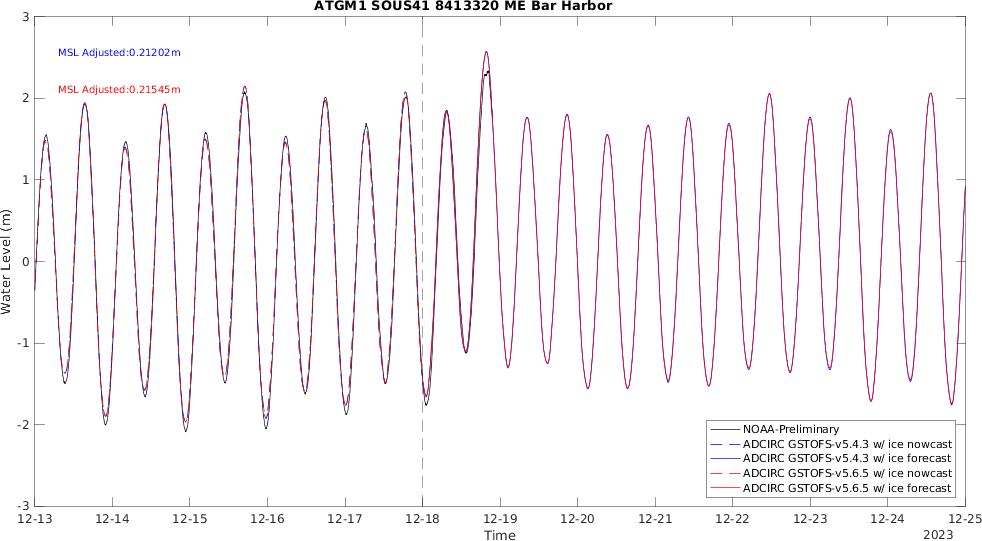 ATGM1 SOUS41 8413320 ME Bar Harbor
MSL Adjusted:0.21202m
MSL Adjusted:0.21545m
3
2
1
0
-1
-2
-3
Water Level (m)
NOAA-Preliminary
ADCIRC GSTOFS-v5.4.3 w/ ice nowcast
ADCIRC GSTOFS-v5.4.3 w/ ice forecast
ADCIRC GSTOFS-v5.6.5 w/ ice nowcast
ADCIRC GSTOFS-v5.6.5 w/ ice forecast
12-13 12-14 12-15 12-16 12-17 12-18 12-19 12-20 12-21 12-22 12-23 12-24 12-25
Time
2023